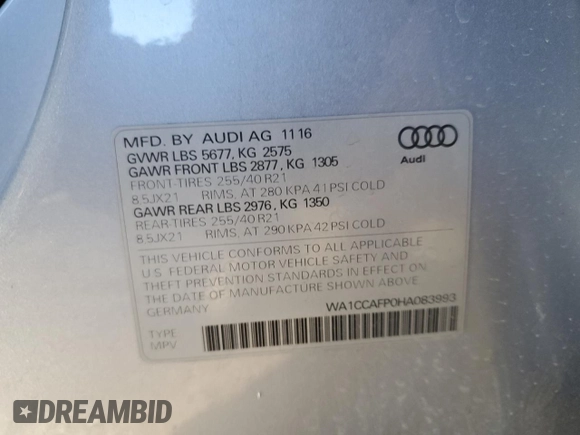 MFD. BY AUDI AG 11 16
GVWR LBS 5677, KG 2575
GAWR FRONT LBS 2877, KG 1305
FRONT-TIRES 255/40 R21
8.5JX21 RIMS, AT 280 KPA 41 PSI COLD
GAWR REAR LBS 2976, KG 1350
REAR-TIRES 255/40 R21
8.5JX21 RIMS, AT 290 KPA 42 PSI COLD
Audi
THIS VEHICLE CONFORMS TO ALL APPLICABLE
U.S. FEDERAL MOTOR VEHICLE SAFETY AND
THEFT PREVENTION STANDARDS IN EFFECT ON
THE DATE OF MANUFACTURE SHOWN ABOVE.
GERMANY
WA1CCAFP0HA083993
TYPE:
MPV
DREAMBID